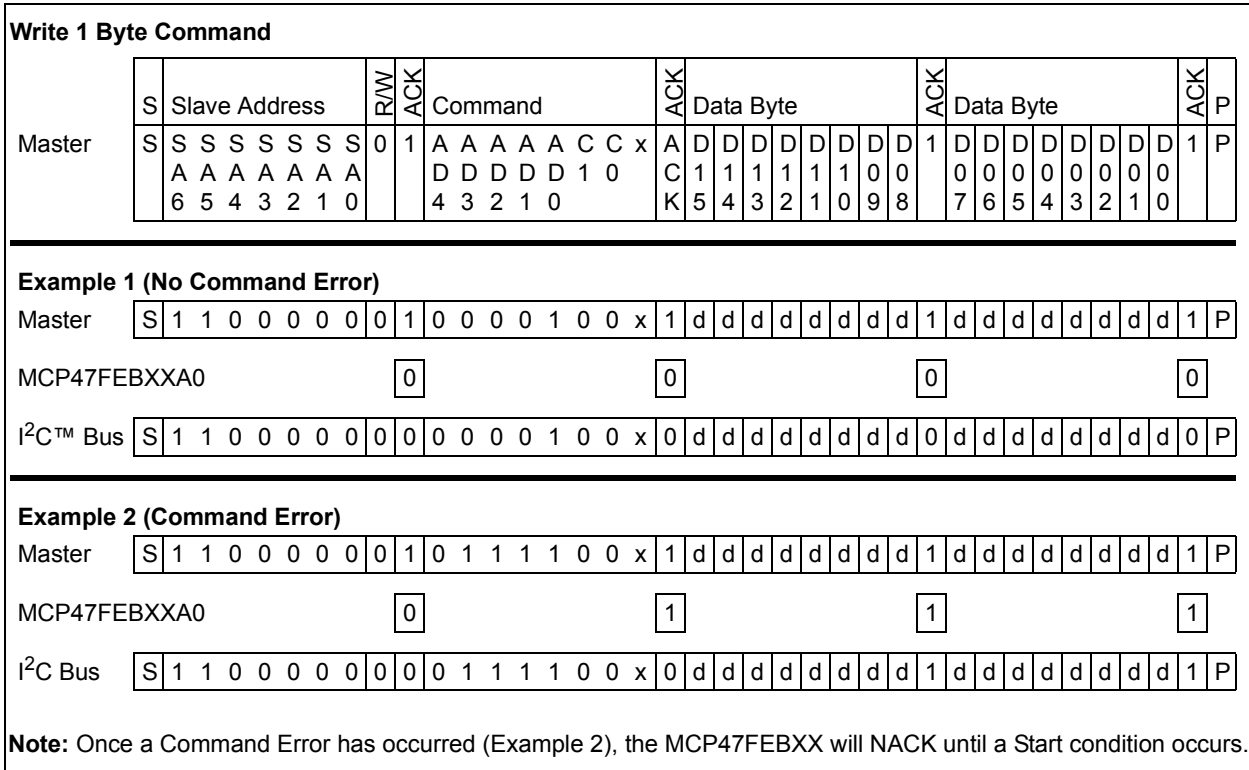 Write 1 Byte Command
S Slave Address R/W ACK Command ACK Data Byte ACK Data Byte ACK P
Master S S S S S S S S 0 1 A A A A A C C x A D D D D D D D D 1 D D D D D D D D 1 P
A A A A A A A D D D D D 1 0 C 1 1 1 1 1 1 0 0 0 0 0 0 0 0 0 0
6 5 4 3 2 1 0 4 3 2 1 0 K 5 4 3 2 1 0 9 8 7 6 5 4 3 2 1 0
Example 1 (No Command Error)
Master S 1 1 0 0 0 0 0 0 1 0 0 0 0 1 0 0 x 1 d d d d d d d d 1 d d d d d d d d 1 P
MCP47FEBXXA0 0 0 0 0
I2C™ Bus S 1 1 0 0 0 0 0 0 0 0 0 0 0 1 0 0 x 0 d d d d d d d d 0 d d d d d d d d 0 P
Example 2 (Command Error)
Master S 1 1 0 0 0 0 0 0 1 0 1 1 1 1 0 0 x 1 d d d d d d d d 1 d d d d d d d d 1 P
MCP47FEBXXA0 0 1 1 1
I2C Bus S 1 1 0 0 0 0 0 0 0 0 1 1 1 1 0 0 x 0 d d d d d d d d 1 d d d d d d d d 1 P
Note: Once a Command Error has occurred (Example 2), the MCP47FEBXX will NACK until a Start condition occurs.